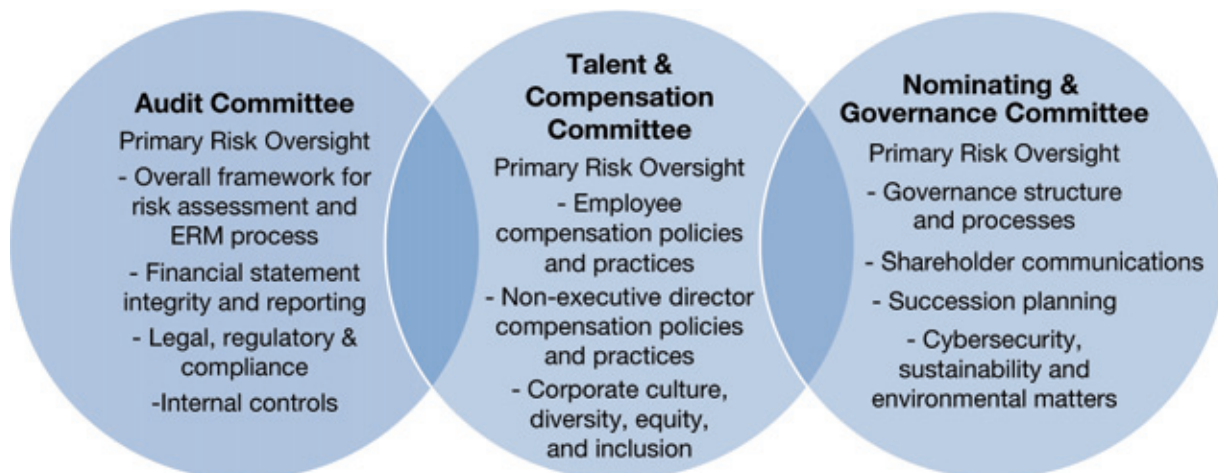 Audit Committee
Primary Risk Oversight
- Overall framework for
risk assessment and
ERM process
- Financial statement
integrity and reporting
- Legal, regulatory &
compliance
-Internal controls
Talent &
Compensation
Committee
Primary Risk Oversight
- Employee
compensation policies
and practices
- Non-executive director
compensation policies
and practices
- Corporate culture,
diversity, equity,
and inclusion
Nominating &
Governance Committee
Primary Risk Oversight
- Governance structure
and processes
- Shareholder communications
- Succession planning
- Cybersecurity,
sustainability and
environmental matters